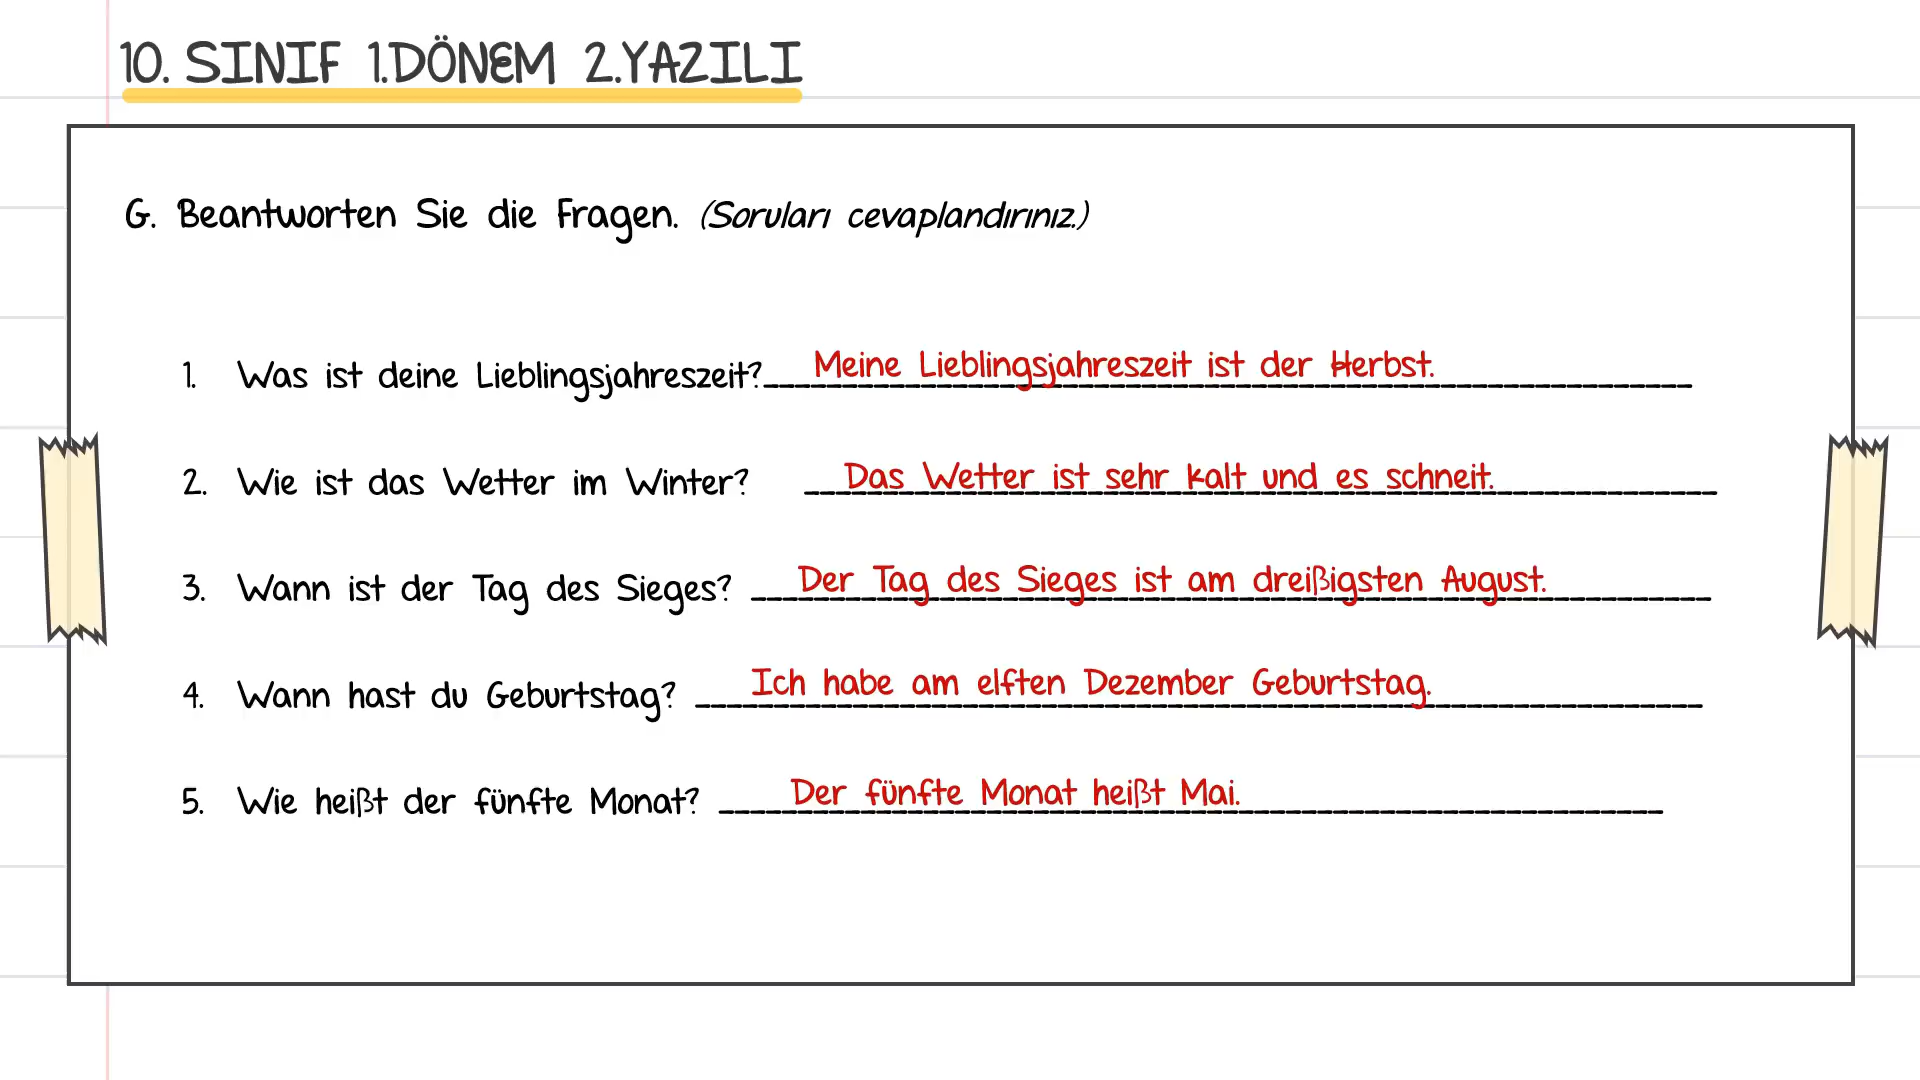 10. SINIF 1.DÖNEM 2.YAZILI
G. Beantworten Sie die Fragen. (Soruları cevaplandırınız.)
1. Was ist deine Lieblingsjahreszeit? Meine Lieblingsjahreszeit ist der Herbst.
2. Wie ist das Wetter im Winter? Das Wetter ist sehr kalt und es schneit.
3. Wann ist der Tag des Sieges? Der Tag des Sieges ist am dreißigsten August.
4. Wann hast du Geburtstag? Ich habe am elften Dezember Geburtstag.
5. Wie heißt der fünfte Monat? Der fünfte Monat heißt Mai.